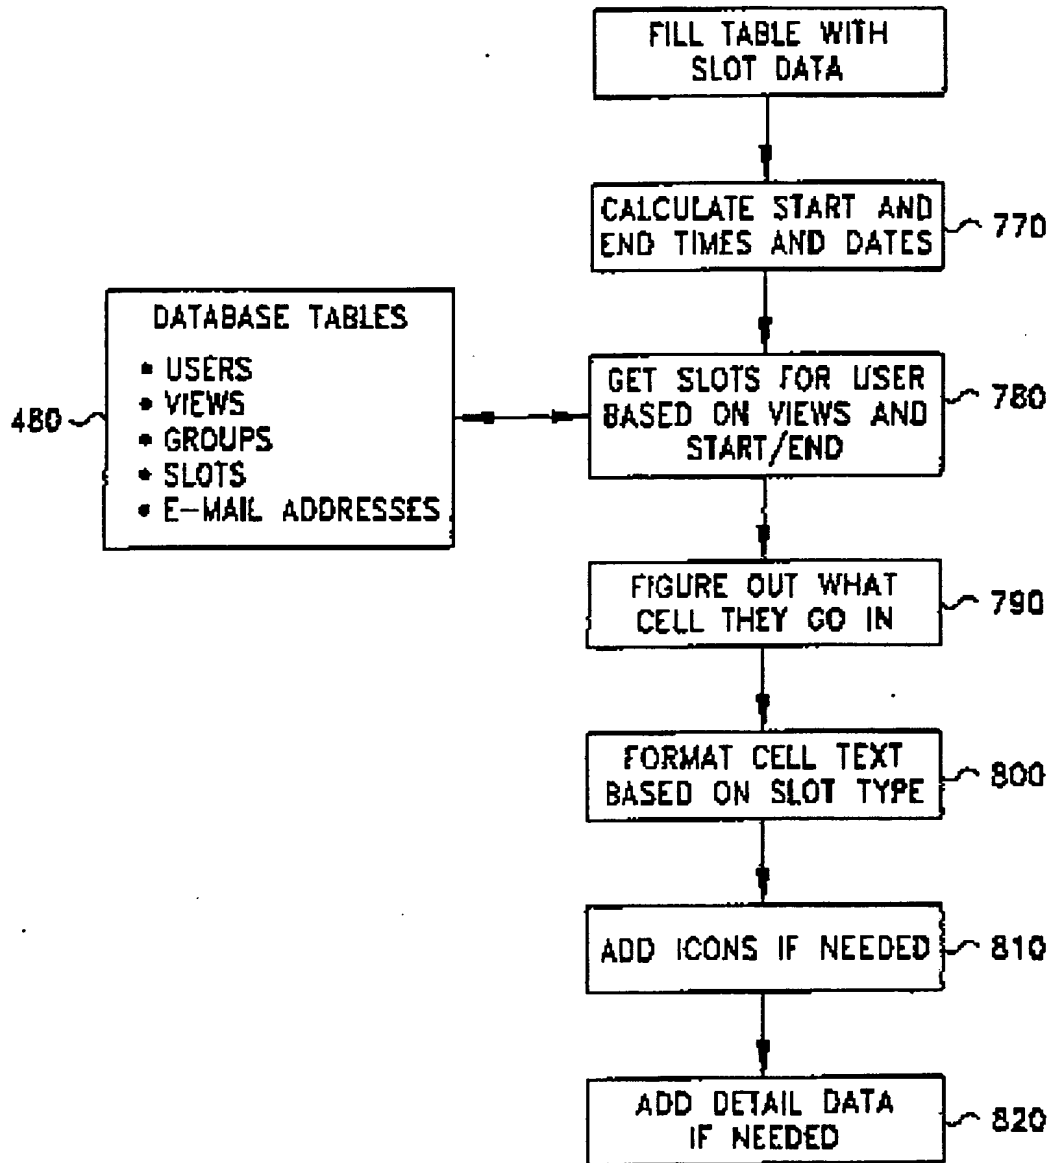 FILL TABLE WITH
SLOT DATA
CALCULATE START AND
END TIMES AND DATES
770
DATABASE TABLES
• USERS
• VIEWS
• GROUPS
• SLOTS
• E-MAIL ADDRESSES
480
GET SLOTS FOR USER
BASED ON VIEWS AND
START/END
780
FIGURE OUT WHAT
CELL THEY GO IN
790
FORMAT CELL TEXT
BASED ON SLOT TYPE
800
ADD ICONS IF NEEDED
810
ADD DETAIL DATA
IF NEEDED
820